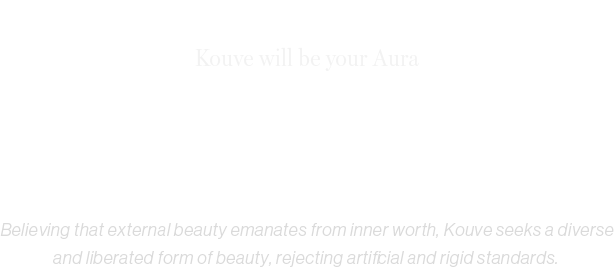 Kouve will be your Aura
Believing that external beauty emanates from inner worth, Kouve seeks a diverse
and liberated form of beauty, rejecting artificial and rigid standards.